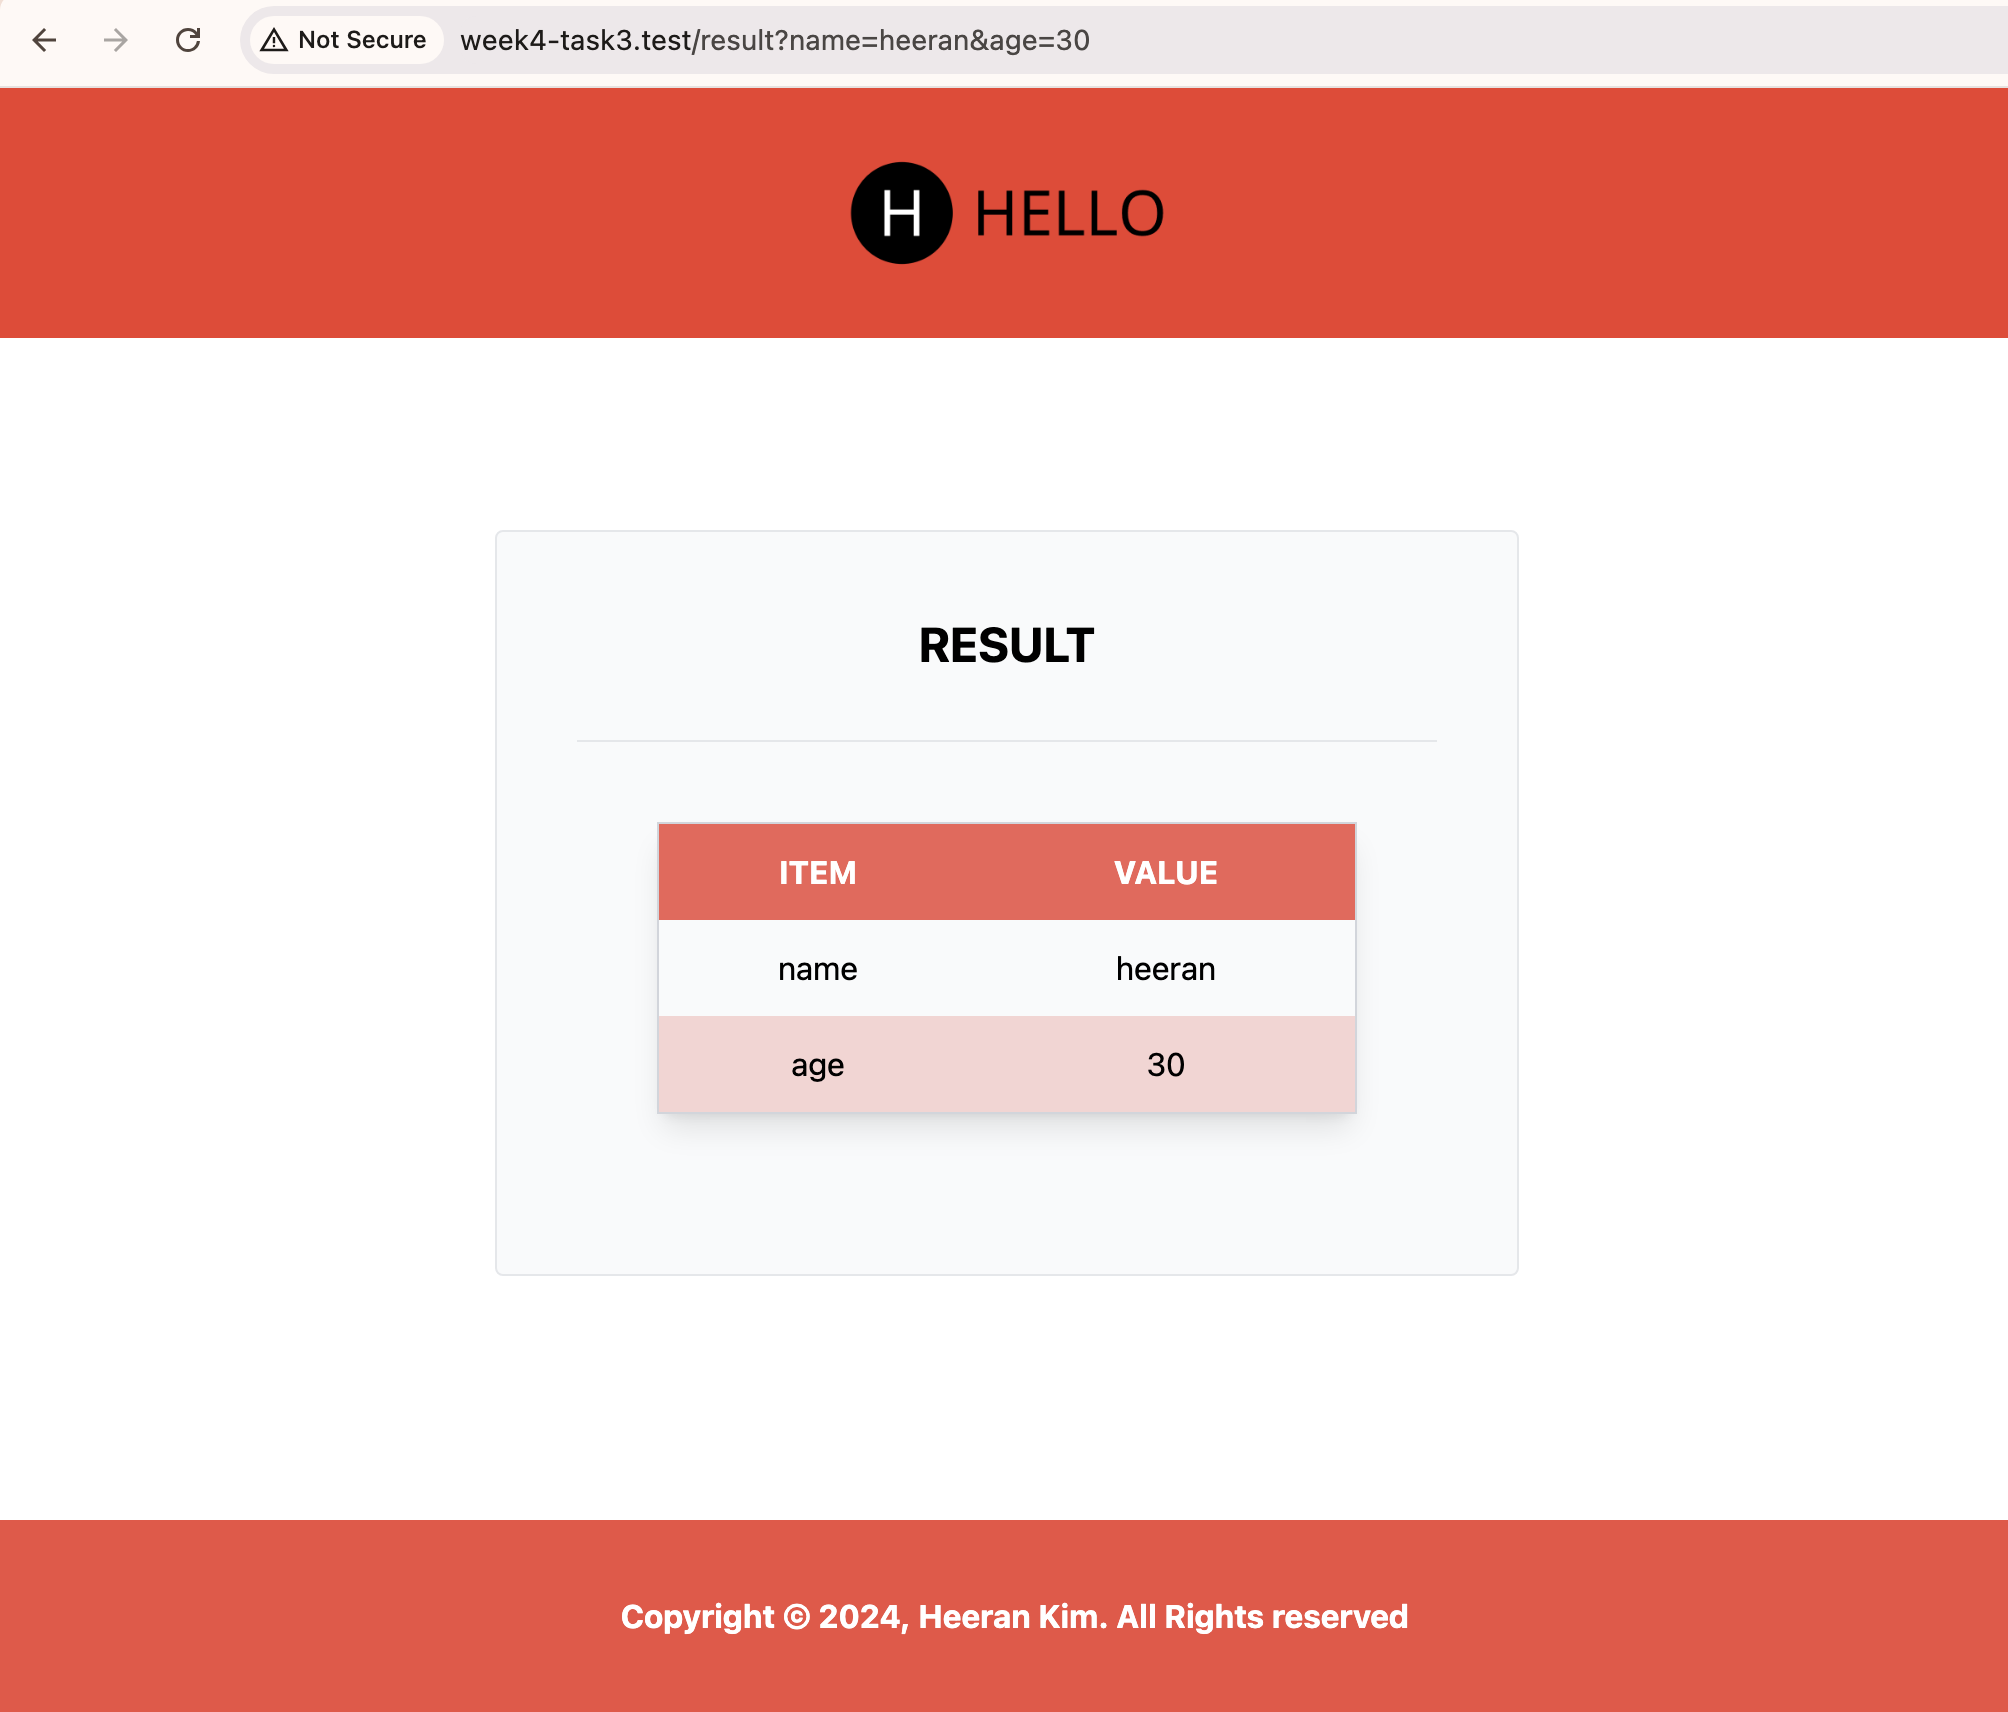 Not Secure week4-task3.test/result?name=heeran&age=30
H HELLO
RESULT
ITEM VALUE
name heeran
age 30
Copyright © 2024, Heeran Kim. All Rights reserved